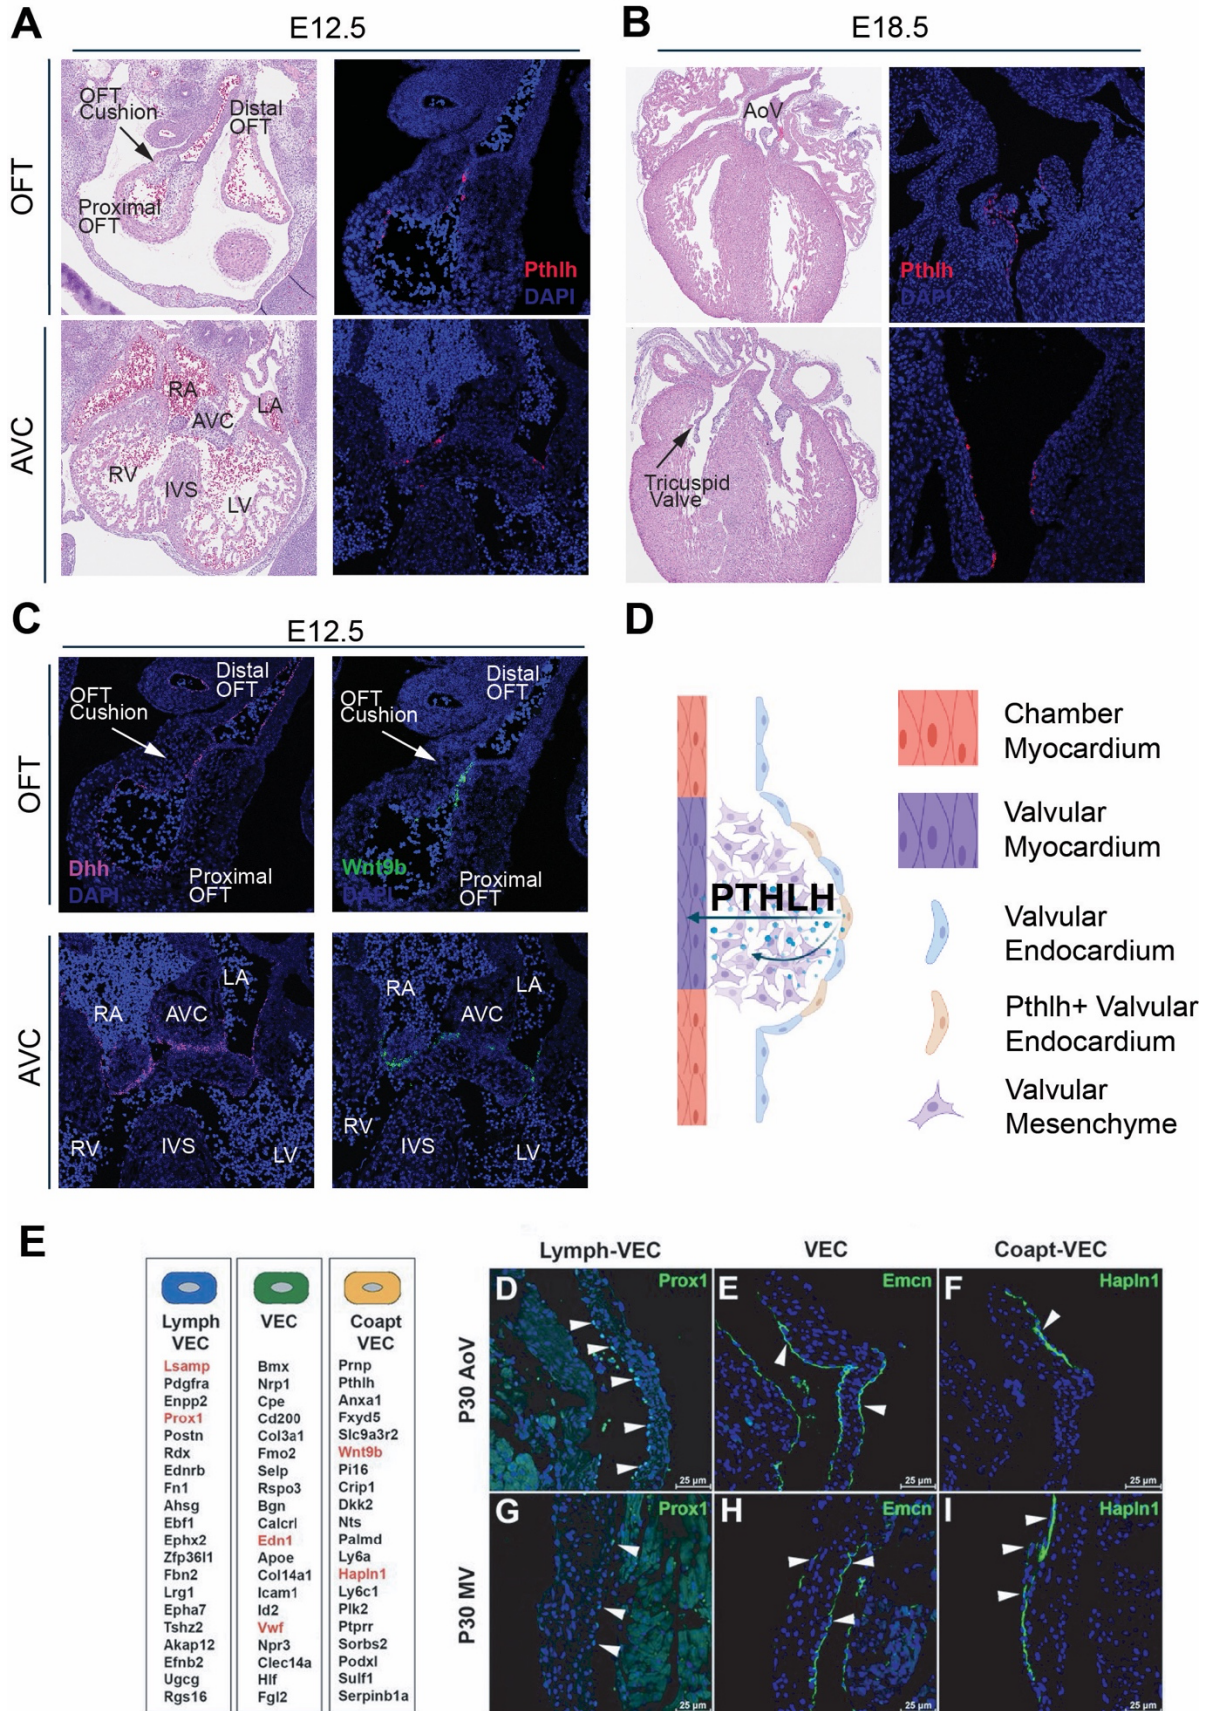 A
E12.5
OFT
OFT
Cushion
Distal
OFT
Proximal
OFT
Pthlh
DAPI
AVC
RA
AVC
LA
RV
IVS
LV
B
E18.5
AoV
Pthlh
DAPI
Tricuspid
Valve
C
E12.5
OFT
OFT
Cushion
Distal
OFT
Dhh
DAPI
Proximal
OFT
OFT
Cushion
Distal
OFT
Wnt9b
DAPI
Proximal
OFT
AVC
LA
RA
AVC
RV
IVS
LV
RA
LA
AVC
RV
IVS
LV
D
PTHLH
Chamber
Myocardium
Valvular
Myocardium
Valvular
Endocardium
Pthlh+ Valvular
Endocardium
Valvular
Mesenchyme
E
Lymph
VEC
Lsamp
Pdgfra
Enpp2
Prox1
Postn
Rdx
Ednrb
Fn1
Ahsg
Ebf1
Ephx2
Zfp36l1
Fbn2
Lrg1
Epha7
Tshz2
Akap12
Efnb2
Ugcg
Rgs16
VEC
Bmx
Nrp1
Cpe
Cd200
Col3a1
Fmo2
Selp
Rspo3
Bgn
Calcrl
Edn1
Apoe
Col14a1
Icam1
Id2
Vwf
Npr3
Clec14a
Hlf
Fgl2
Coapt
VEC
Prnp
Pthlh
Anxa1
Fxyd5
Slc9a3r2
Wnt9b
Pi16
Crip1
Dkk2
Nts
Palmd
Ly6a
Hapln1
Ly6c1
Plk2
Ptprr
Sorbs2
Podxl
Sulf1
Serpinb1a
Lymph-VEC
VEC
Coapt-VEC
P30 AoV
D
Prox1
25 µm
E
Emcn
25 µm
F
Hapln1
25 µm
P30 MV
G
Prox1
25 µm
H
Emcn
25 µm
I
Hapln1
25 µm